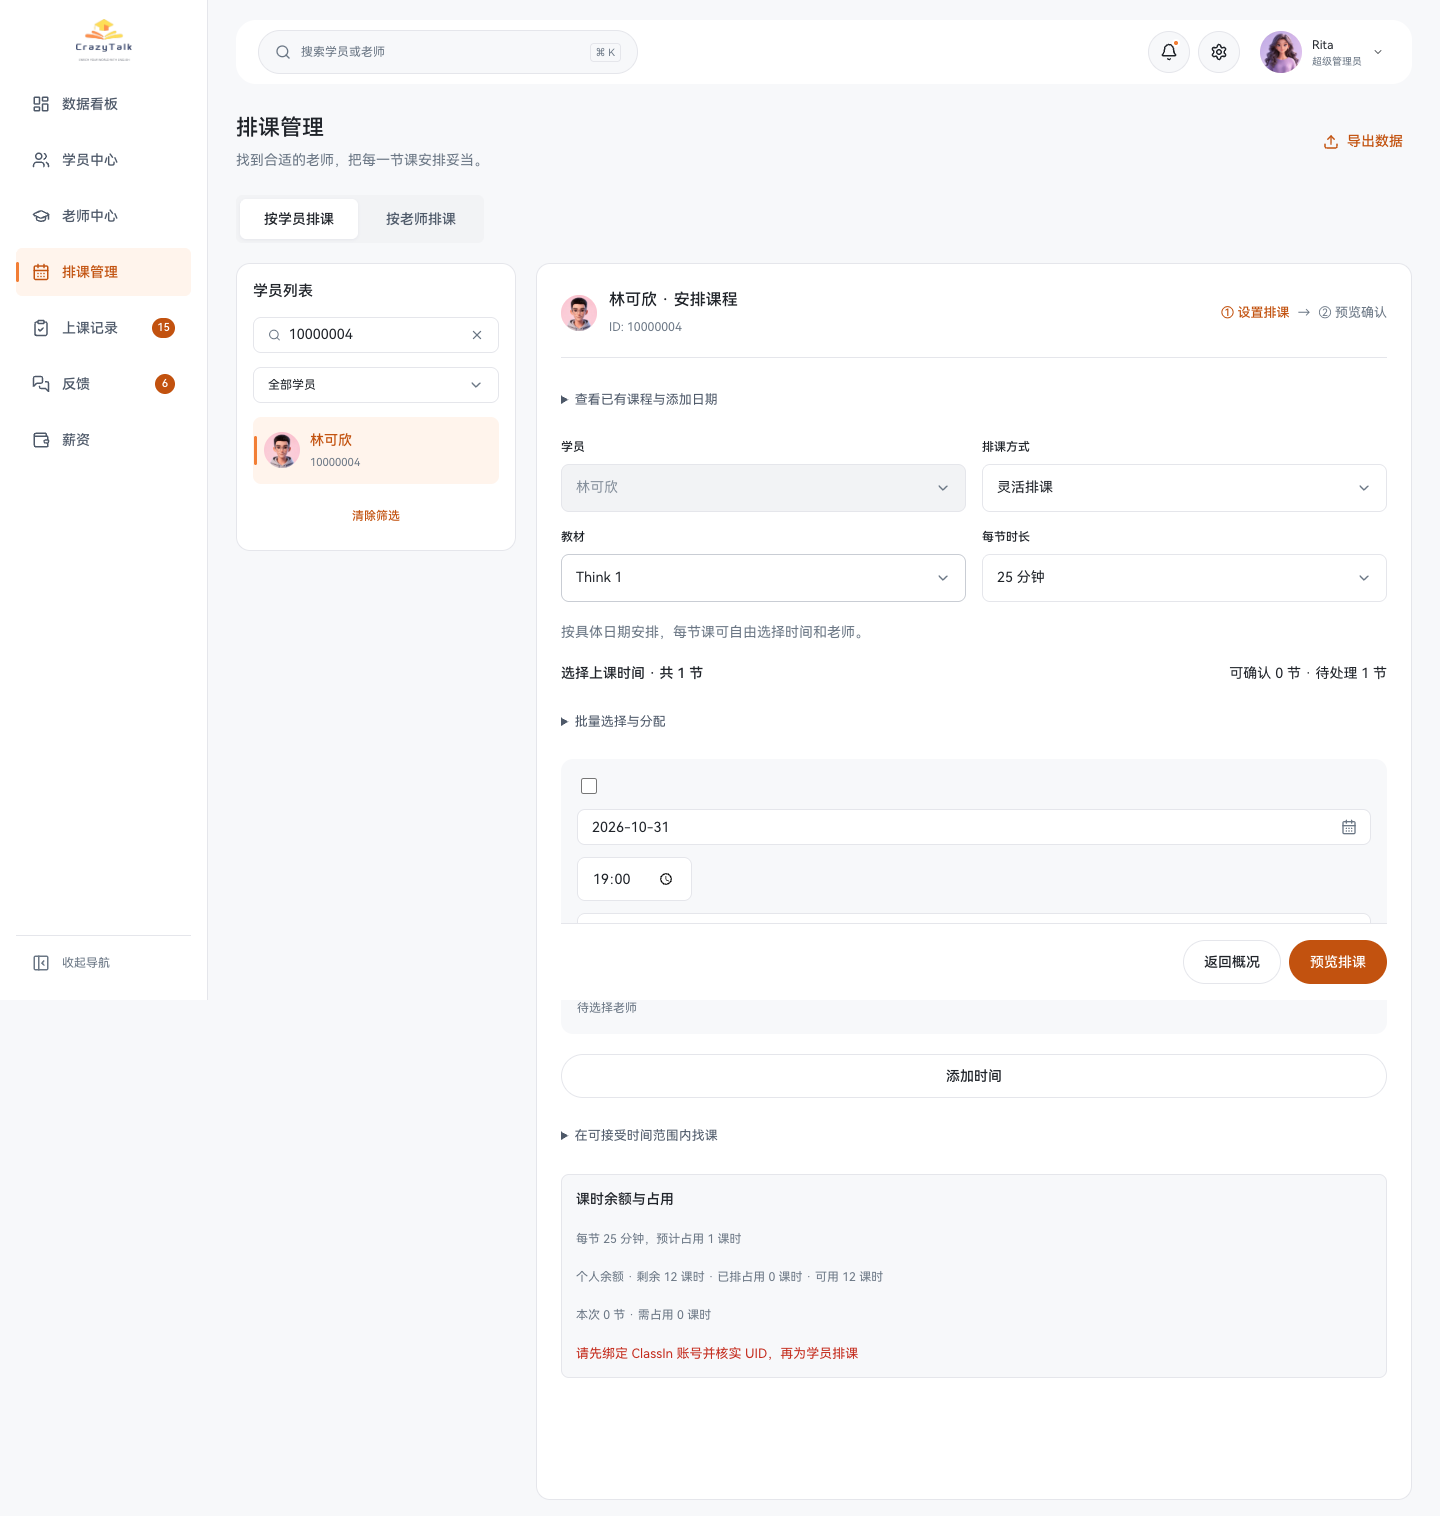 CrazyTalk
数据看板
学员中心
老师中心
排课管理
上课记录
15
反馈
6
薪资
收起导航
搜索学员或老师
⌘ K
Rita
超级管理员
排课管理
找到合适的老师，把每一节课安排妥当。
导出数据
按学员排课
按老师排课
学员列表
10000004
全部学员
林可欣
10000004
清除筛选
林可欣 · 安排课程
ID: 10000004
① 设置排课 → ② 预览确认
查看已有课程与添加日期
学员
排课方式
林可欣
灵活排课
教材
每节时长
Think 1
25 分钟
按具体日期安排，每节课可自由选择时间和老师。
选择上课时间 · 共 1 节
可确认 0 节 · 待处理 1 节
批量选择与分配
2026-10-31
19:00
返回概况
预览排课
待选择老师
添加时间
在可接受时间范围内找课
课时余额与占用
每节 25 分钟，预计占用 1 课时
个人余额 · 剩余 12 课时 · 已排占用 0 课时 · 可用 12 课时
本次 0 节 · 需占用 0 课时
请先绑定 ClassIn 账号并核实 UID，再为学员排课